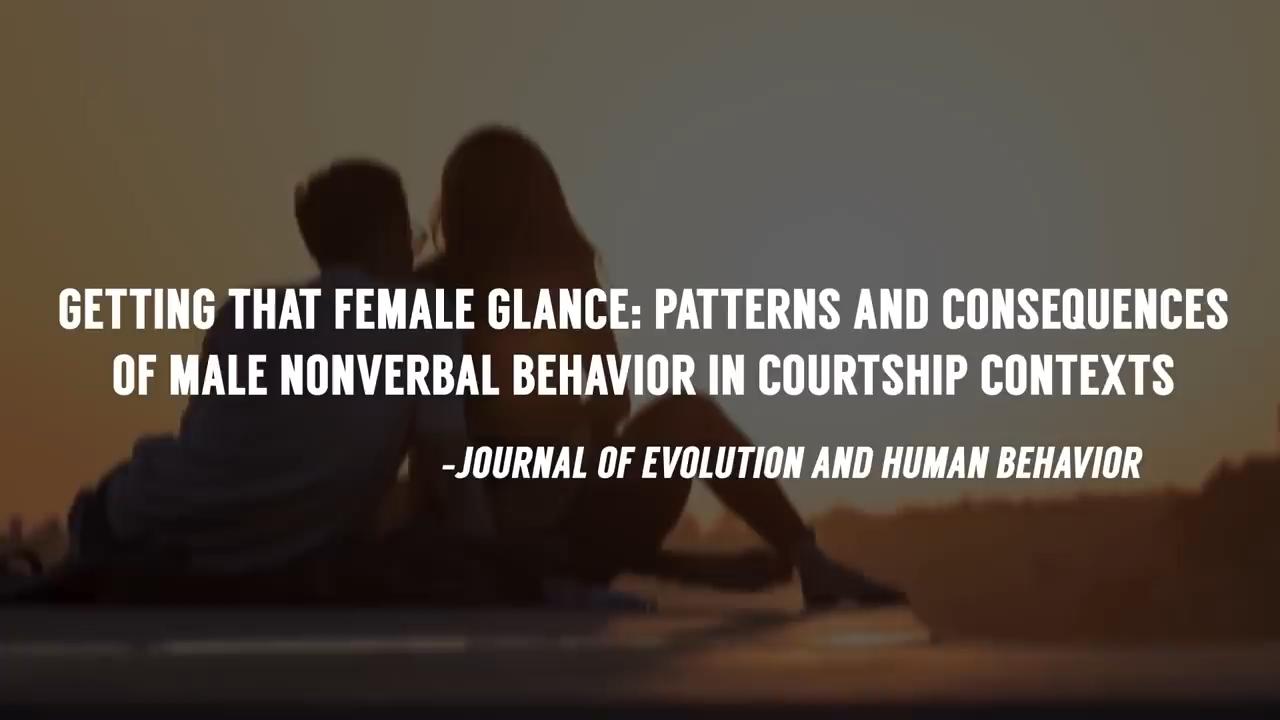 GETTING THAT FEMALE GLANCE: PATTERNS AND CONSEQUENCES
OF MALE NONVERBAL BEHAVIOR IN COURTSHIP CONTEXTS
-JOURNAL OF EVOLUTION AND HUMAN BEHAVIOR